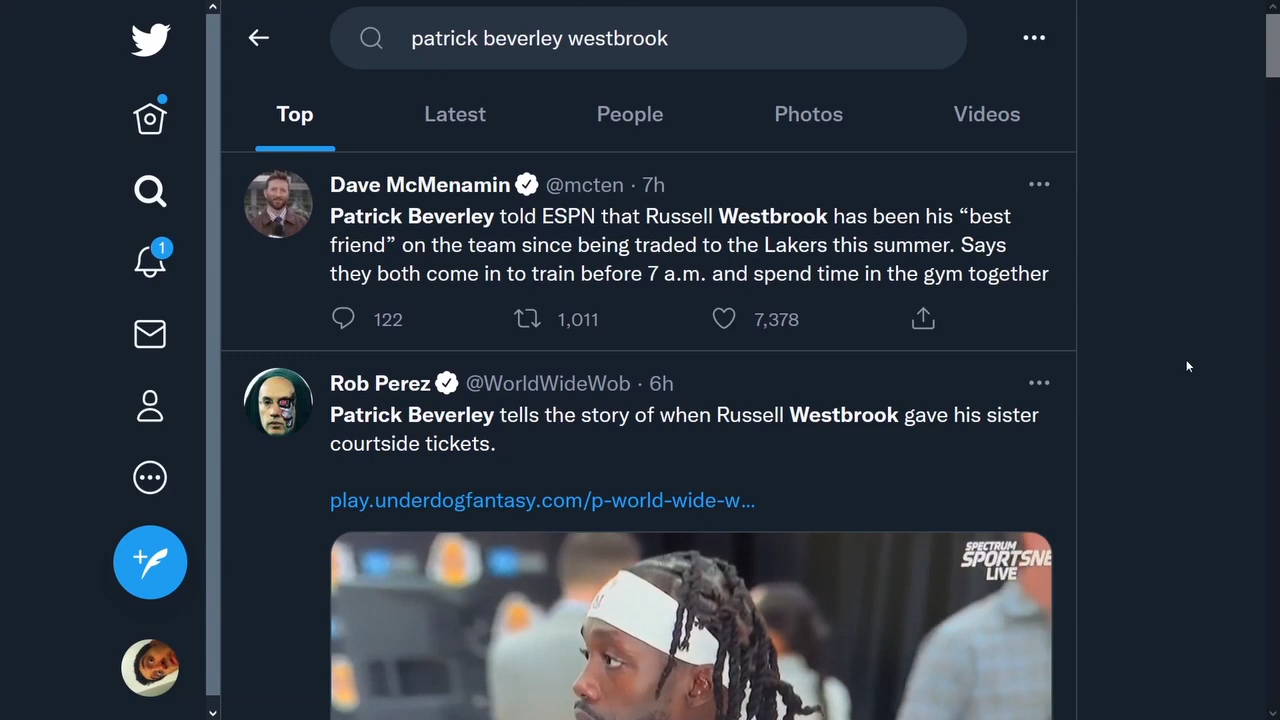 patrick beverley westbrook
Top
Latest
People
Photos
Videos
Dave McMenamin @mcten · 7h
Patrick Beverley told ESPN that Russell Westbrook has been his “best
friend” on the team since being traded to the Lakers this summer. Says
they both come in to train before 7 a.m. and spend time in the gym together
122
1,011
7,378
1
Rob Perez @WorldWideWob · 6h
Patrick Beverley tells the story of when Russell Westbrook gave his sister
courtside tickets.
play.underdogfantasy.com/p-world-wide-w…
SPECTRUM
SPORTSNE
LIVE